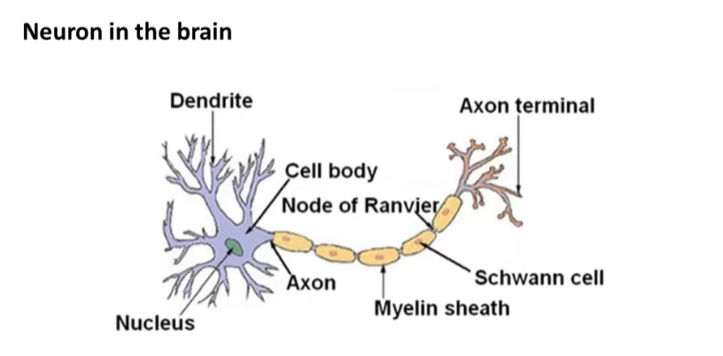 Neuron in the brain
Dendrite
Axon terminal
Cell body
Node of Ranvier
Axon
Schwann cell
Myelin sheath
Nucleus